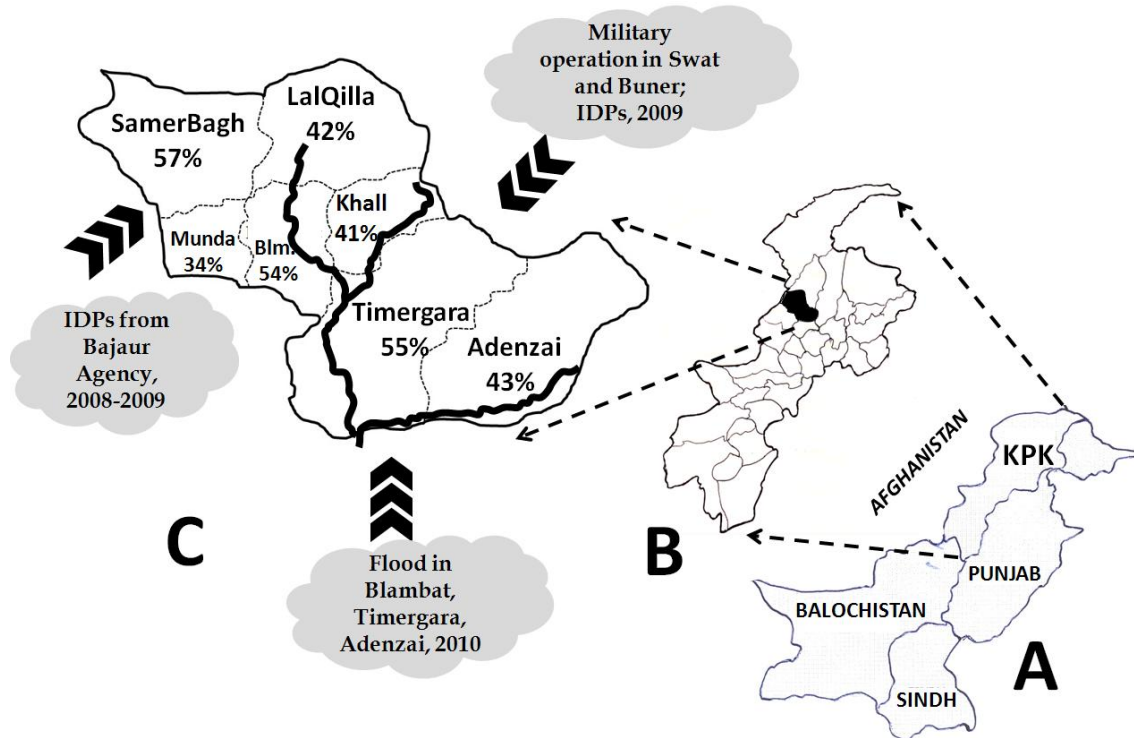 Military
operation in Swat
and Buner;
IDPs, 2009
LalQilla
42%
SamerBagh
57%
Khall
41%
Munda
34%
Blm.
54%
IDPs from
Bajaur
Agency,
2008-2009
Timergara
55%
Adenzai
43%
C
Flood in
Blambat,
Timergara,
Adenzai, 2010
B
AFGHANISTAN
KPK
PUNJAB
BALOCHISTAN
SINDH
A